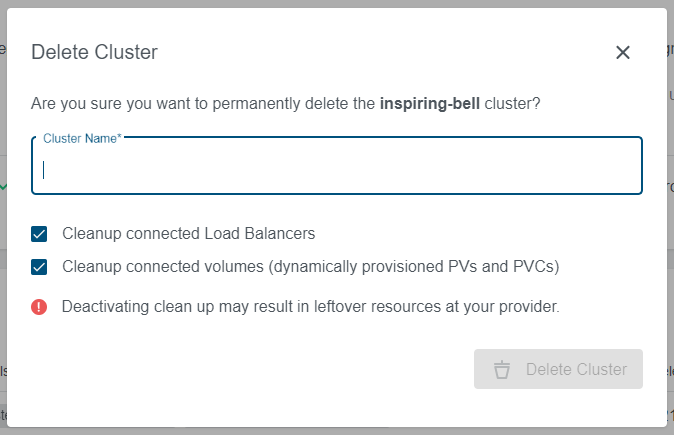 Delete Cluster
Are you sure you want to permanently delete the inspiring-bell cluster?
Cluster Name*
Cleanup connected Load Balancers
Cleanup connected volumes (dynamically provisioned PVs and PVCs)
Deactivating clean up may result in leftover resources at your provider.
Delete Cluster